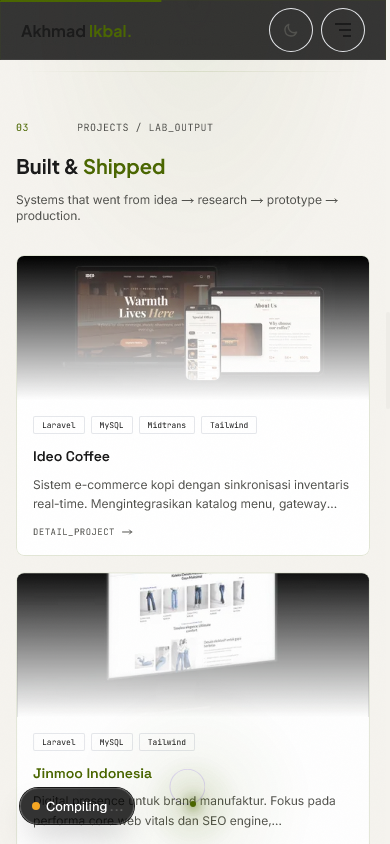 Akhmad Ikbal.
03 PROJECTS / LAB_OUTPUT
Built & Shipped
Systems that went from idea → research → prototype →
production.
Warmth
Lives Here
About Us
Laravel MySQL Midtrans Tailwind
Ideo Coffee
Sistem e-commerce kopi dengan sinkronisasi inventaris
real-time. Mengintegrasikan katalog menu, gateway...
DETAIL_PROJECT →
Laravel MySQL Tailwind
Jinmoo Indonesia
Digital presence untuk brand manufaktur. Fokus pada
performa core web vitals dan SEO engine,...
Compiling ...